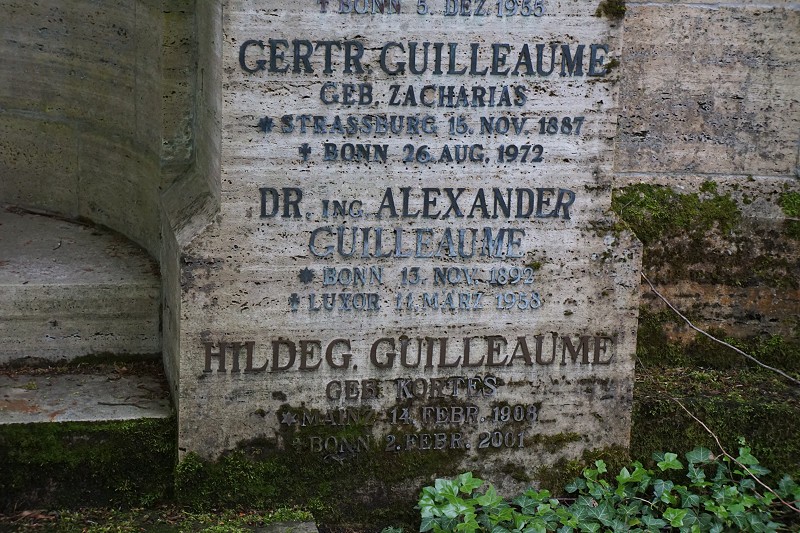 BONN 5. DEZ 1955
GERTR. GUILLEAUME
GEB. ZACHARIAS
* STRASSBURG 15. NOV. 1887
BONN 26. AUG. 1972
DR. ING. ALEXANDER
GUILLEAUME
* BONN 13. NOV. 1892
LUXOR 11. MÄRZ 1958
HILDEG. GUILLEAUME
GEB. KORTES
* MAINZ 14. FEBR. 1908
BONN 2. FEBR. 2001